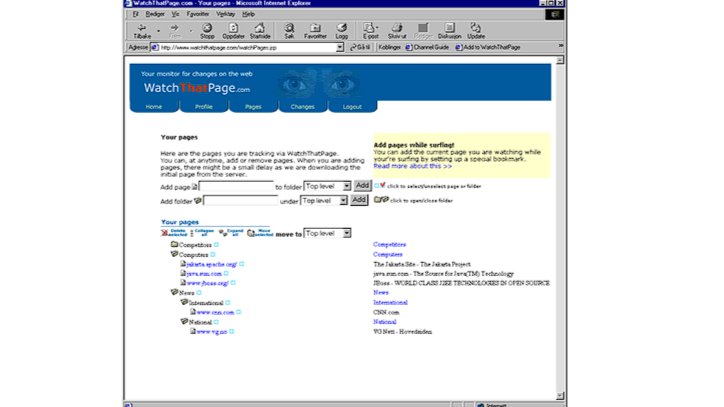 WatchThatPage.com - Your pages - Microsoft Internet Explorer
Fil Rediger Vis Favoritter Verktøy Hjelp
Tilbake Frem Stopp Oppdater Startside Søk Favoritter Logg E-post Skriv ut Rediger Diskusjon Update
Adresse http://www.watchthatpage.com/watchPages.jsp Gå til Koblinger Channel Guide Add to WatchThatPage
Your monitor for changes on the web
WatchThatPage.com
Home Profile Pages Changes Logout
Your pages
Here are the pages you are tracking via WatchThatPage.
You can, at anytime, add or remove pages. When you are adding
pages, there might be a small delay as we are downloading the
initial page from the server.
Add pages while surfing!
You can add the current page you are watching while
you're surfing by setting up a special bookmark.
Read more about this >>
Add page to folder Top level Add click to select/unselect page or folder
Add folder under Top level Add click to open/close folder
Your pages
Delete selected Collapse all Expand all Move selected move to Top level
Competitors Competitors
Computers Computers
jakarta.apache.org/ The Jakarta Site - The Jakarta Project
java.sun.com java.sun.com - The Source for Java(TM) Technology
www.jboss.org/ JBoss - WORLD CLASS J2EE TECHNOLOGIES IN OPEN SOURCE
News News
International International
www.cnn.com CNN.com
National National
www.vg.no VG Nett - Hovedsiden
Internett